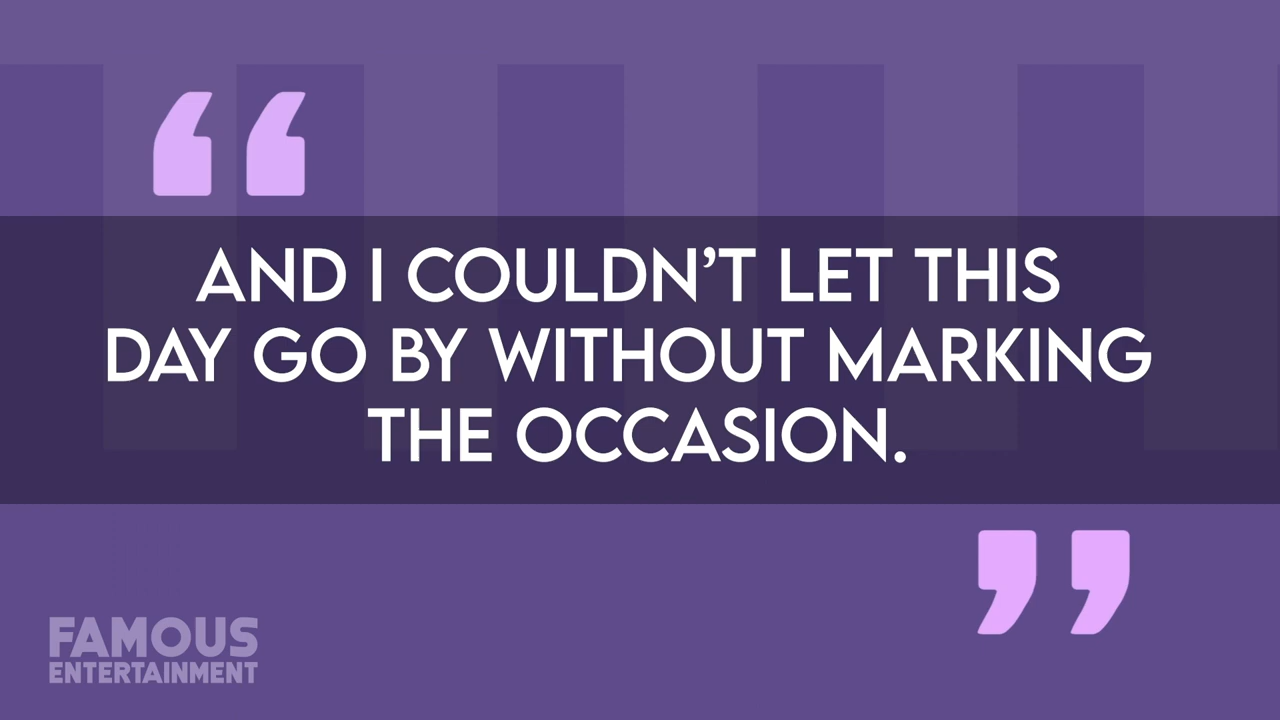 “
AND I COULDN’T LET THIS
DAY GO BY WITHOUT MARKING
THE OCCASION.
”
FAMOUS
ENTERTAINMENT